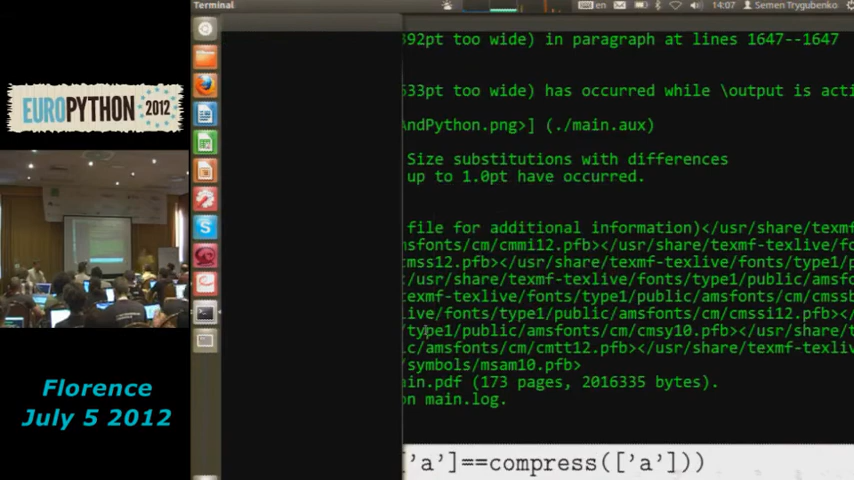 Terminal
en
14:07
Semen Trygubenko
EUROPYTHON 2012
Florence
July 5 2012
392pt too wide) in paragraph at lines 1647--1647
633pt too wide) has occurred while \output is acti
AndPython.png>] (./main.aux)
Size substitutions with differences
up to 1.0pt have occurred.
file for additional information)</usr/share/texmf
msfonts/cm/cmmi12.pfb></usr/share/texmf-texlive/fo
cmss12.pfb></usr/share/texmf-texlive/fonts/type1/p
/usr/share/texmf-texlive/fonts/type1/public/amsfon
texmf-texlive/fonts/type1/public/amsfonts/cm/cmssb
live/fonts/type1/public/amsfonts/cm/cmssi12.pfb></
/type1/public/amsfonts/cm/cmsy10.pfb></usr/share/t
c/amsfonts/cm/cmtt12.pfb></usr/share/texmf-texliv
/symbols/msam10.pfb>
ain.pdf (173 pages, 2016335 bytes).
on main.log.
['a']==compress(['a']))